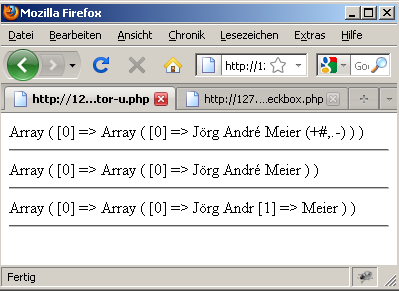 Mozilla Firefox
Datei Bearbeiten Ansicht Chronik Lesezeichen Extras Hilfe
http://1: Goo
http://12...tor-u.php http://127....eckbox.php
Array ( [0] => Array ( [0] => Jörg André Meier (+#,.-) ) )
Array ( [0] => Array ( [0] => Jörg André Meier ) )
Array ( [0] => Array ( [0] => Jörg Andr [1] => Meier ) )
Fertig